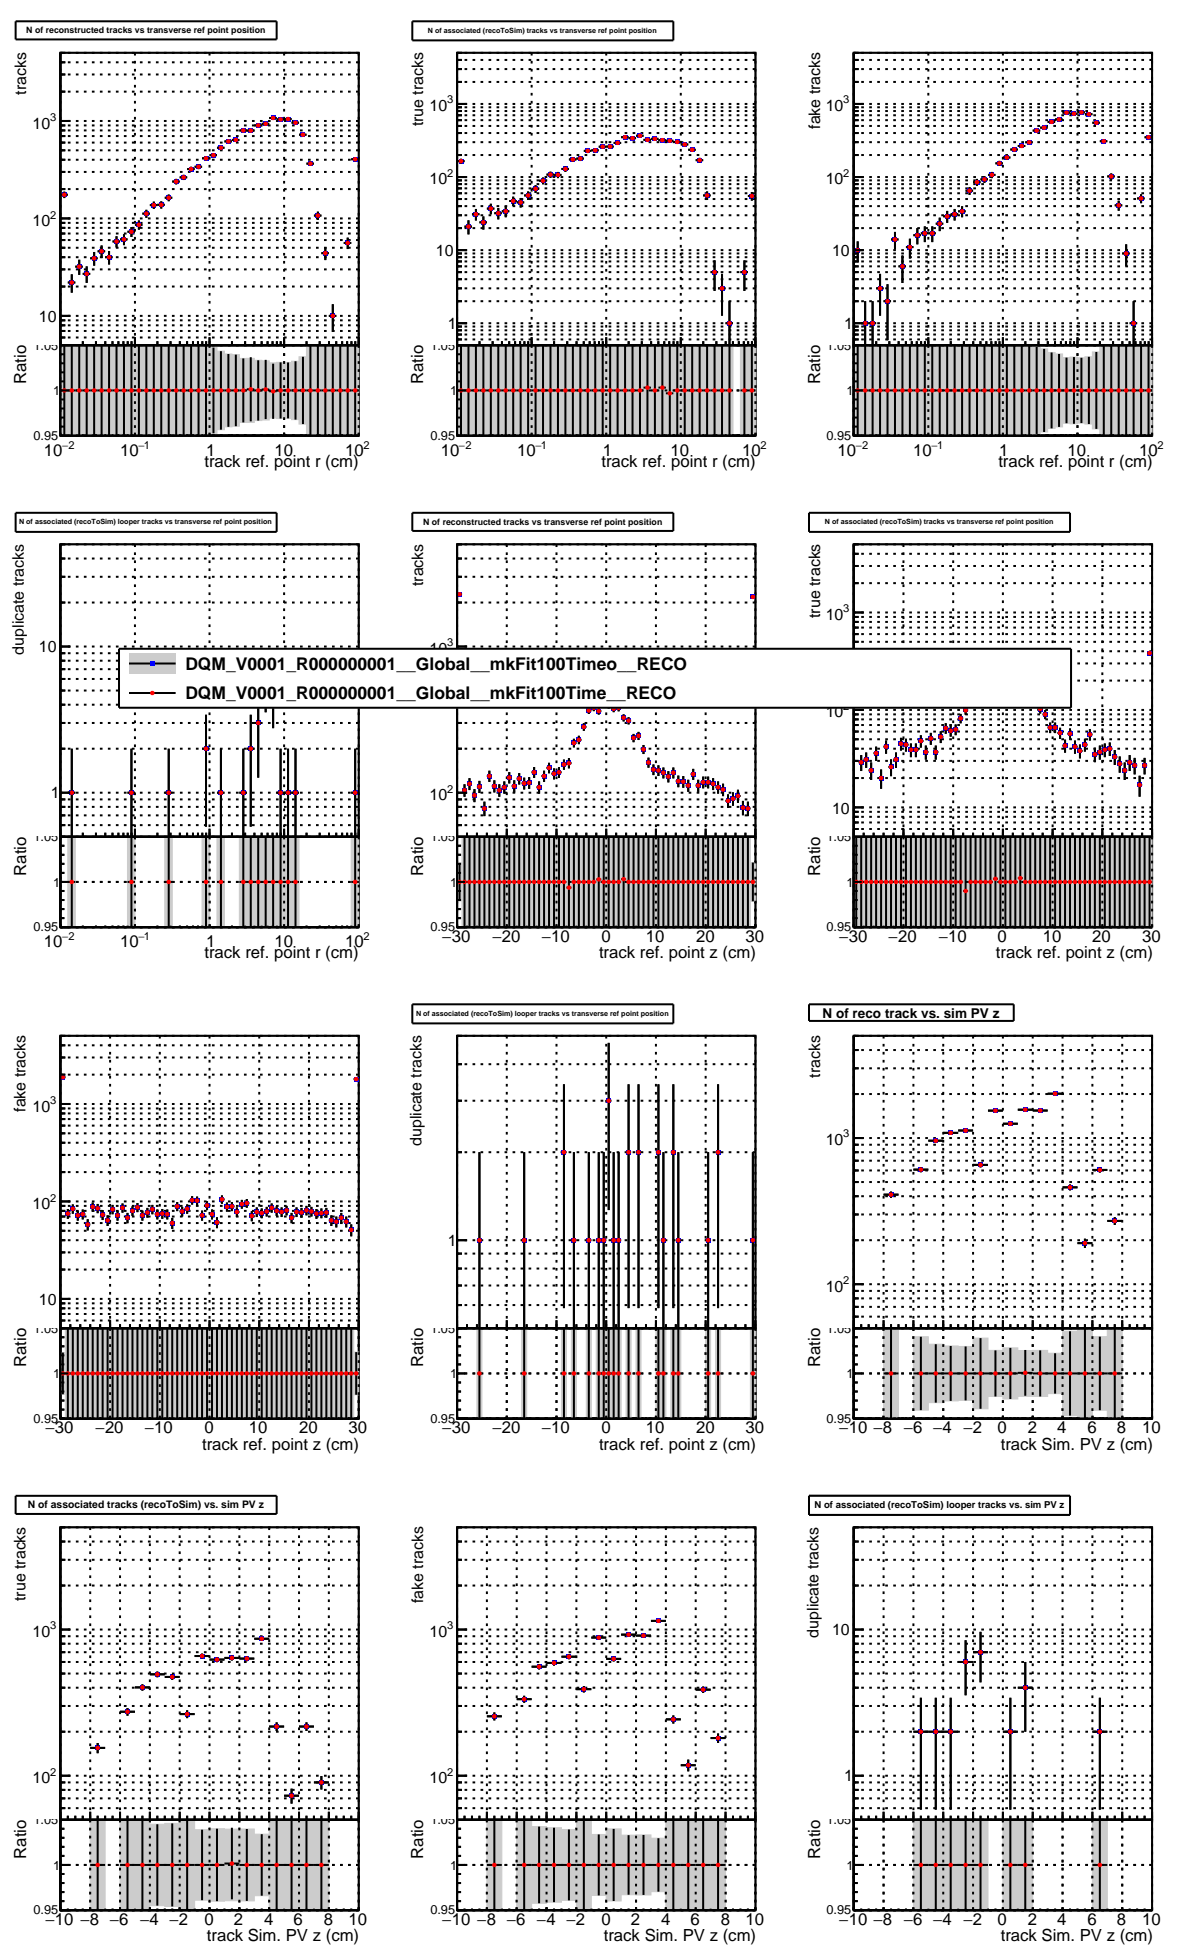 N of reconstructed tracks vs transverse ref point position
tracks
10³
10²
10
Ratio
1.05
1
0.95
10⁻² 10⁻¹ 1 10 10²
track ref. point r (cm)
N of associated (recoToSim) tracks vs transverse ref point position
true tracks
10³
10²
10
1
Ratio
1.05
1
0.95
10⁻² 10⁻¹ 1 10 10²
track ref. point r (cm)
fake tracks
10³
10²
10
1
Ratio
1.05
1
0.95
10⁻² 10⁻¹ 1 10 10²
track ref. point r (cm)
N of associated (recoToSim) looper tracks vs transverse ref point position
duplicate tracks
10
1
Ratio
1.05
1
0.95
10⁻² 10⁻¹ 1 10 10²
track ref. point r (cm)
N of reconstructed tracks vs transverse ref point position
tracks
10³
10²
Ratio
1.05
1
0.95
−30 −20 −10 0 10 20 30
track ref. point z (cm)
N of associated (recoToSim) tracks vs transverse ref point position
true tracks
10³
10²
10
Ratio
1.05
1
0.95
−30 −20 −10 0 10 20 30
track ref. point z (cm)
DQM_V0001_R000000001__Global__mkFit100Timeo__RECO
DQM_V0001_R000000001__Global__mkFit100Time__RECO
fake tracks
10³
10²
10
Ratio
1.05
1
0.95
−30 −20 −10 0 10 20 30
track ref. point z (cm)
N of associated (recoToSim) looper tracks vs transverse ref point position
duplicate tracks
1
Ratio
1.05
1
0.95
−30 −20 −10 0 10 20 30
track ref. point z (cm)
N of reco track vs. sim PV z
tracks
10³
10²
Ratio
1.05
1
0.95
−10 −8 −6 −4 −2 0 2 4 6 8 10
track Sim. PV z (cm)
N of associated tracks (recoToSim) vs. sim PV z
true tracks
10³
10²
Ratio
1.05
1
0.95
−10 −8 −6 −4 −2 0 2 4 6 8 10
track Sim. PV z (cm)
fake tracks
10³
10²
Ratio
1.05
1
0.95
−10 −8 −6 −4 −2 0 2 4 6 8 10
track Sim. PV z (cm)
N of associated (recoToSim) looper tracks vs. sim PV z
duplicate tracks
10
1
Ratio
1.05
1
0.95
−10 −8 −6 −4 −2 0 2 4 6 8 10
track Sim. PV z (cm)